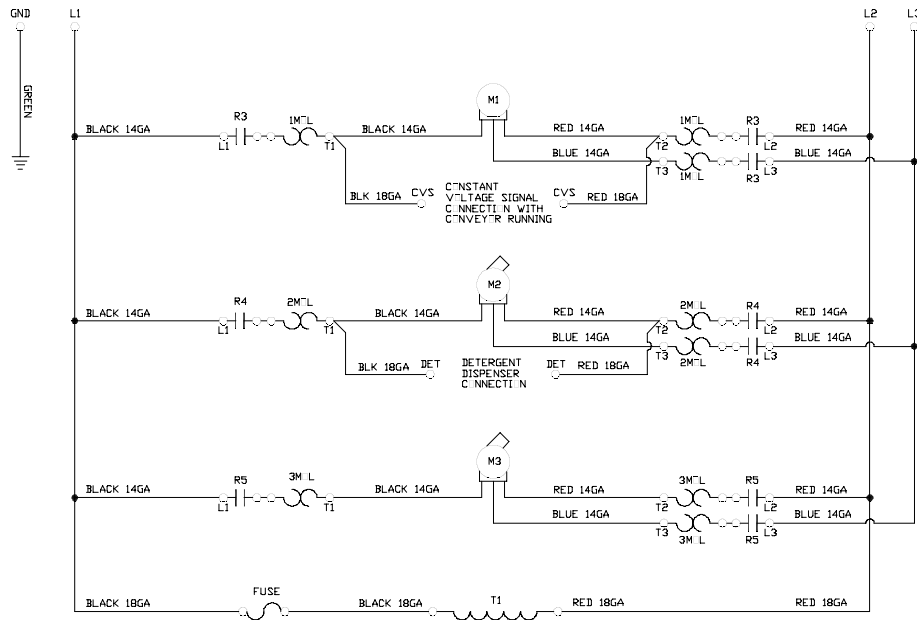 GND L1 L2 L3
GREEN
M1
R3 1MOL 1MOL R3
BLACK 14GA BLACK 14GA RED 14GA RED 14GA
L1 T1 T2 L2
BLUE 14GA BLUE 14GA
T3 1MOL R3 L3
BLK 18GA CVS CVS RED 18GA
CONSTANT
VOLTAGE SIGNAL
CONNECTION WITH
CONVEYOR RUNNING
M2
R4 2MOL 2MOL R4
BLACK 14GA BLACK 14GA RED 14GA RED 14GA
L1 T1 T2 L2
BLUE 14GA BLUE 14GA
T3 2MOL R4 L3
BLK 18GA DET DET RED 18GA
DETERGENT
DISPENSER
CONNECTION
M3
R5 3MOL 3MOL R5
BLACK 14GA BLACK 14GA RED 14GA RED 14GA
L1 T1 T2 L2
BLUE 14GA BLUE 14GA
T3 3MOL R5 L3
FUSE T1
BLACK 18GA BLACK 18GA RED 18GA RED 18GA